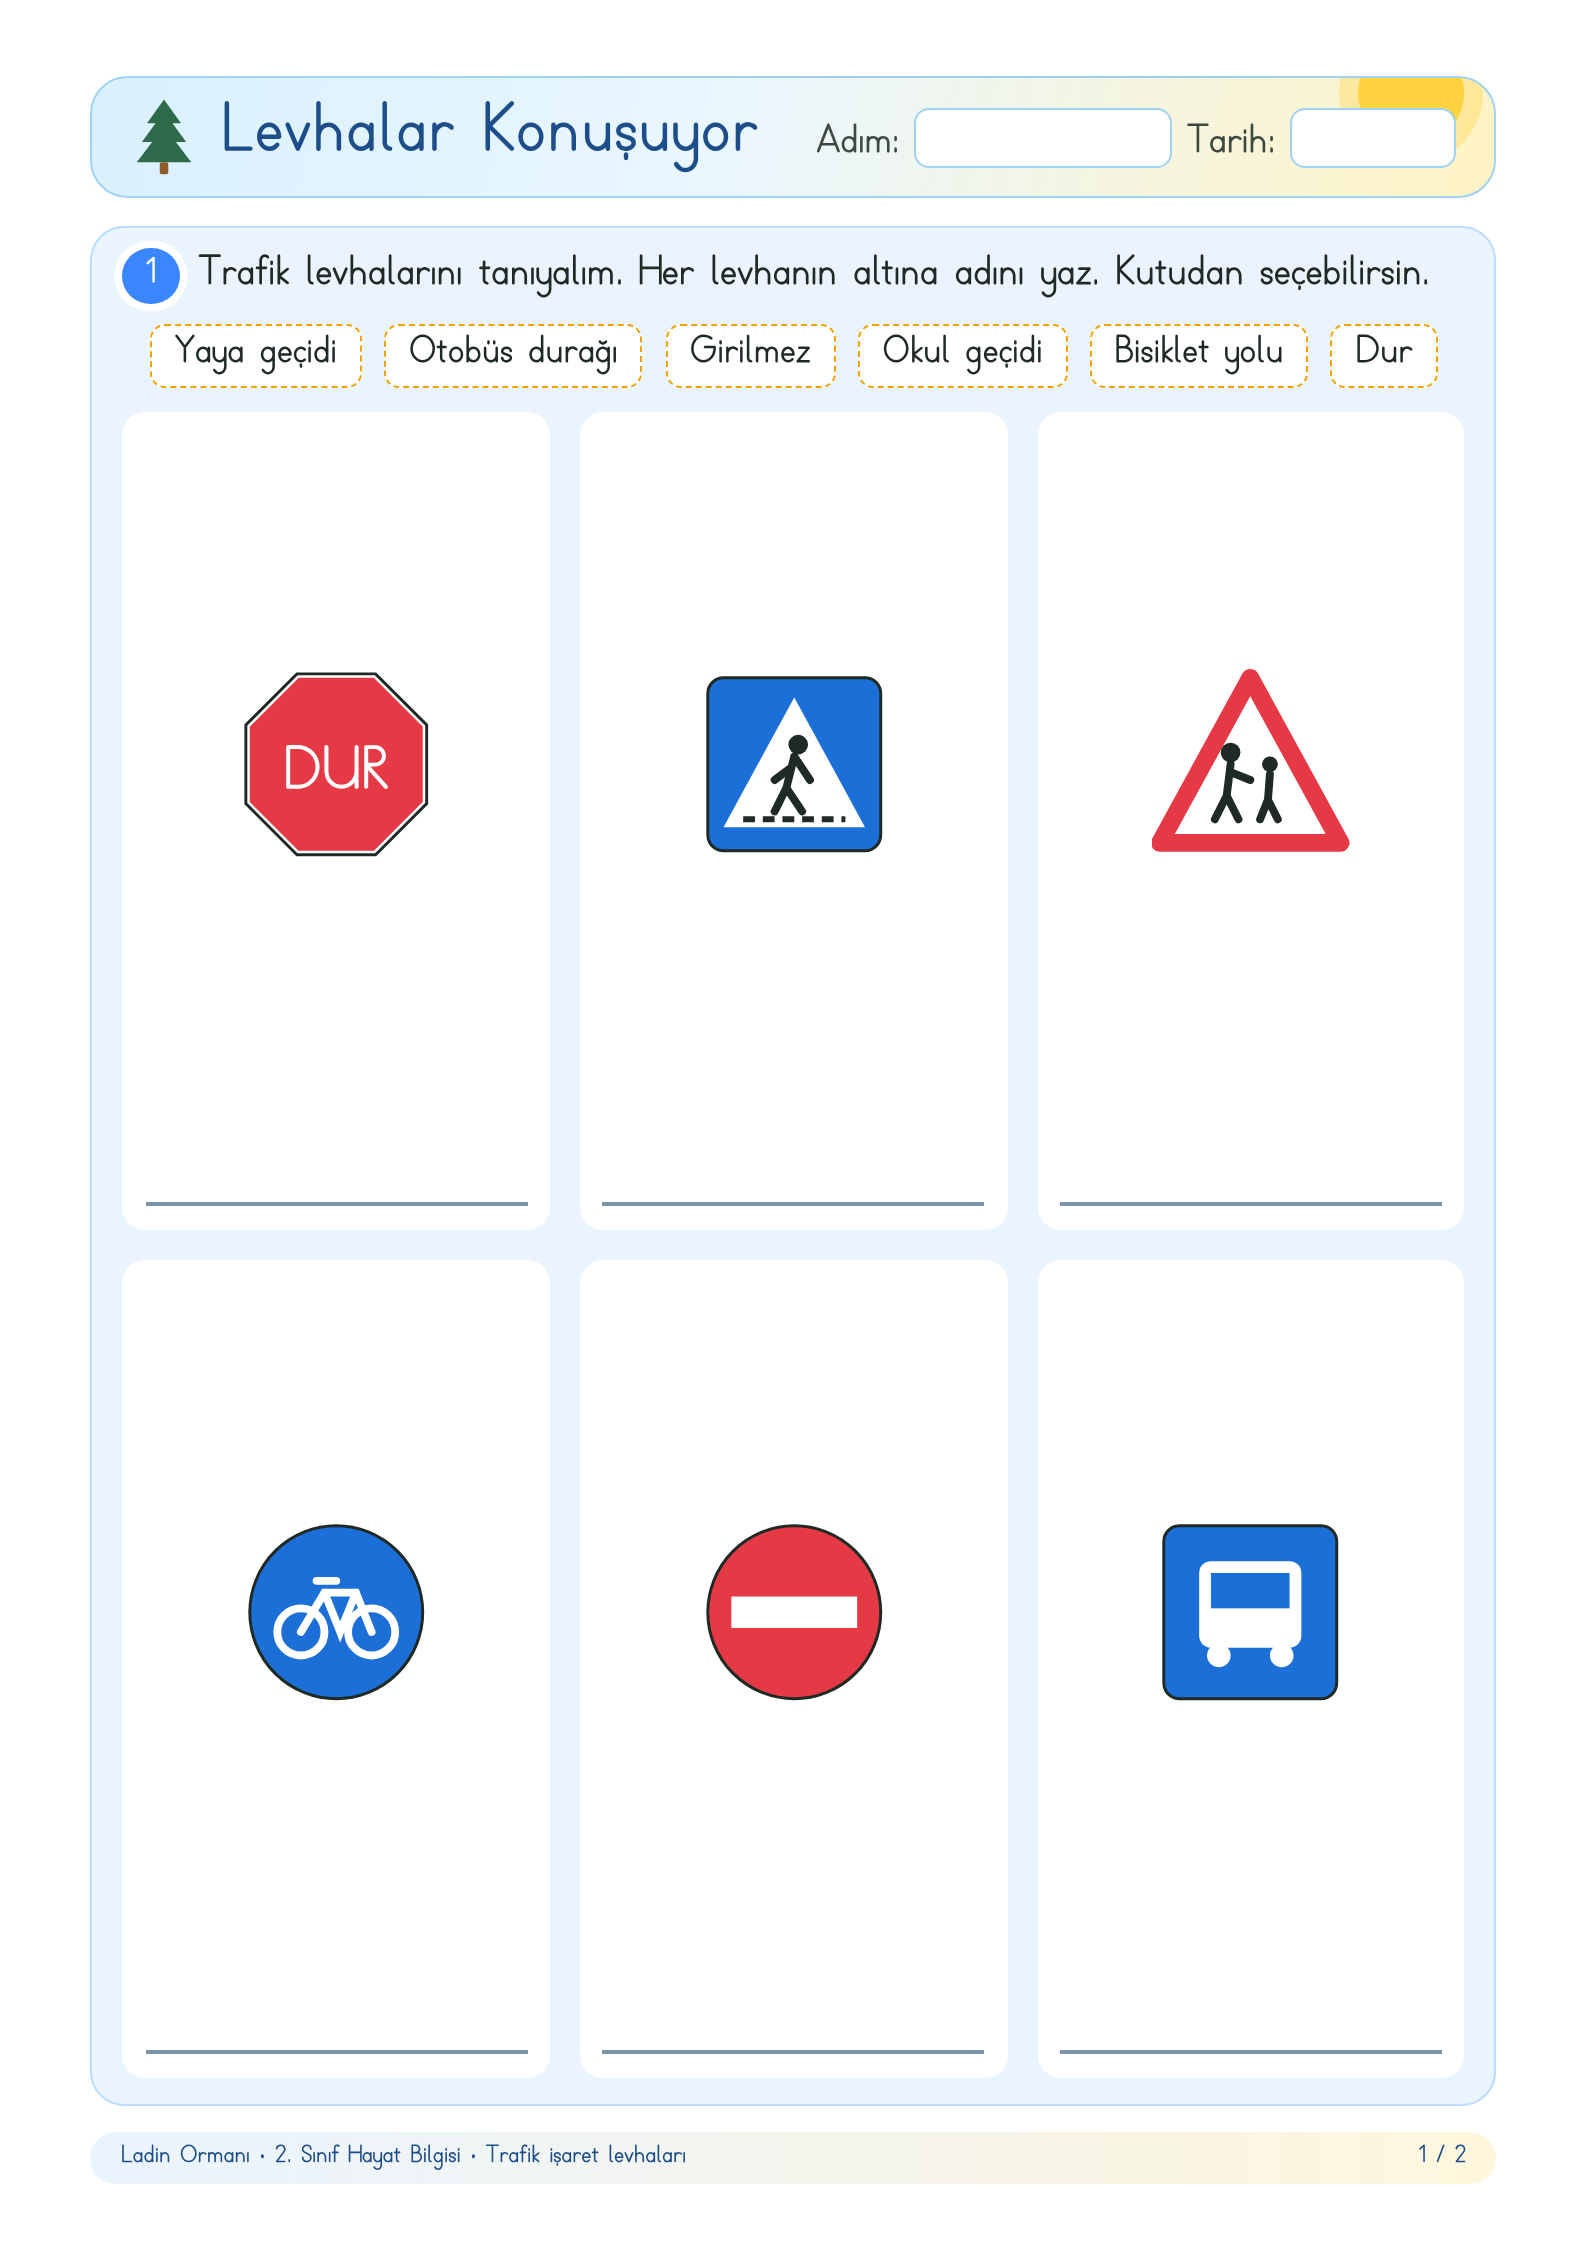 Levhalar Konuşuyor Adım: Tarih:
1 Trafik levhalarını tanıyalım. Her levhanın altına adını yaz. Kutudan seçebilirsin.
Yaya geçidi Otobüs durağı Girilmez Okul geçidi Bisiklet yolu Dur
DUR
Ladin Ormanı • 2. Sınıf Hayat Bilgisi • Trafik işaret levhaları 1 / 2